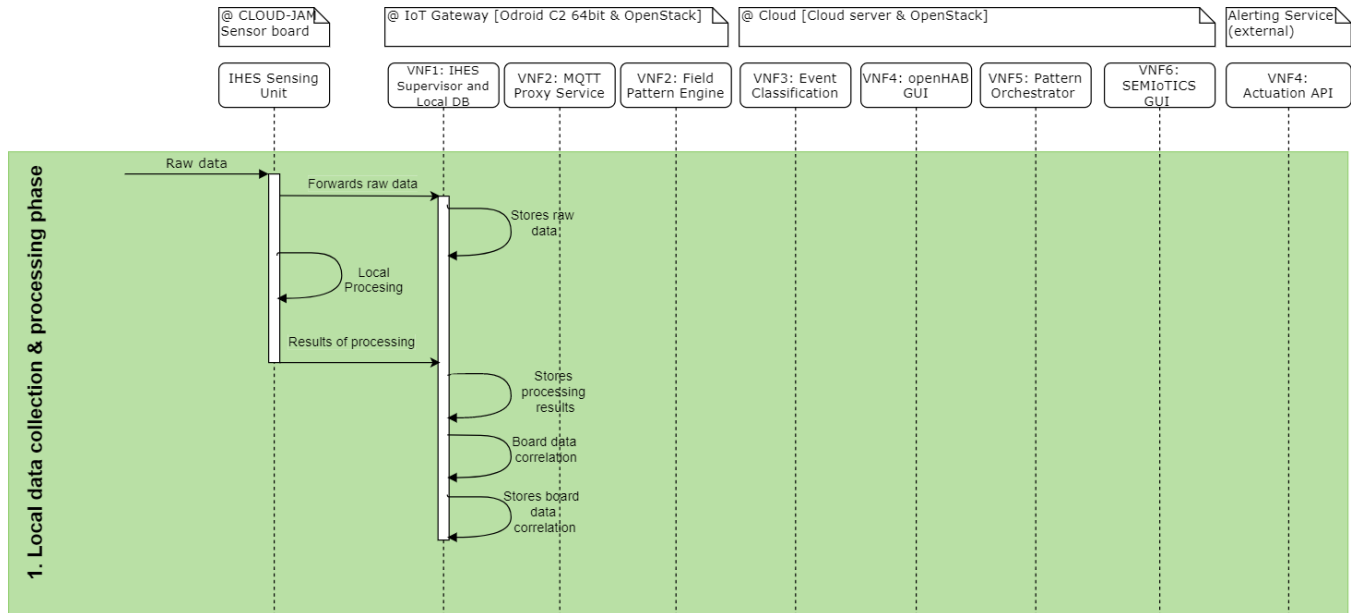 @ CLOUD-JAM
Sensor board
@ IoT Gateway [Odroid C2 64bit & OpenStack]
@ Cloud [Cloud server & OpenStack]
Alerting Service
(external)
IHES Sensing
Unit
VNF1: IHES
Supervisor and
Local DB
VNF2: MQTT
Proxy Service
VNF2: Field
Pattern Engine
VNF3: Event
Classification
VNF4: openHAB
GUI
VNF5: Pattern
Orchestrator
VNF6:
SEMIoTICS
GUI
VNF4:
Actuation API
1. Local data collection & processing phase
Raw data
Forwards raw data
Stores raw
data
Local
Procesing
Results of processing
Stores
processing
results
Board data
correlation
Stores board
data
correlation